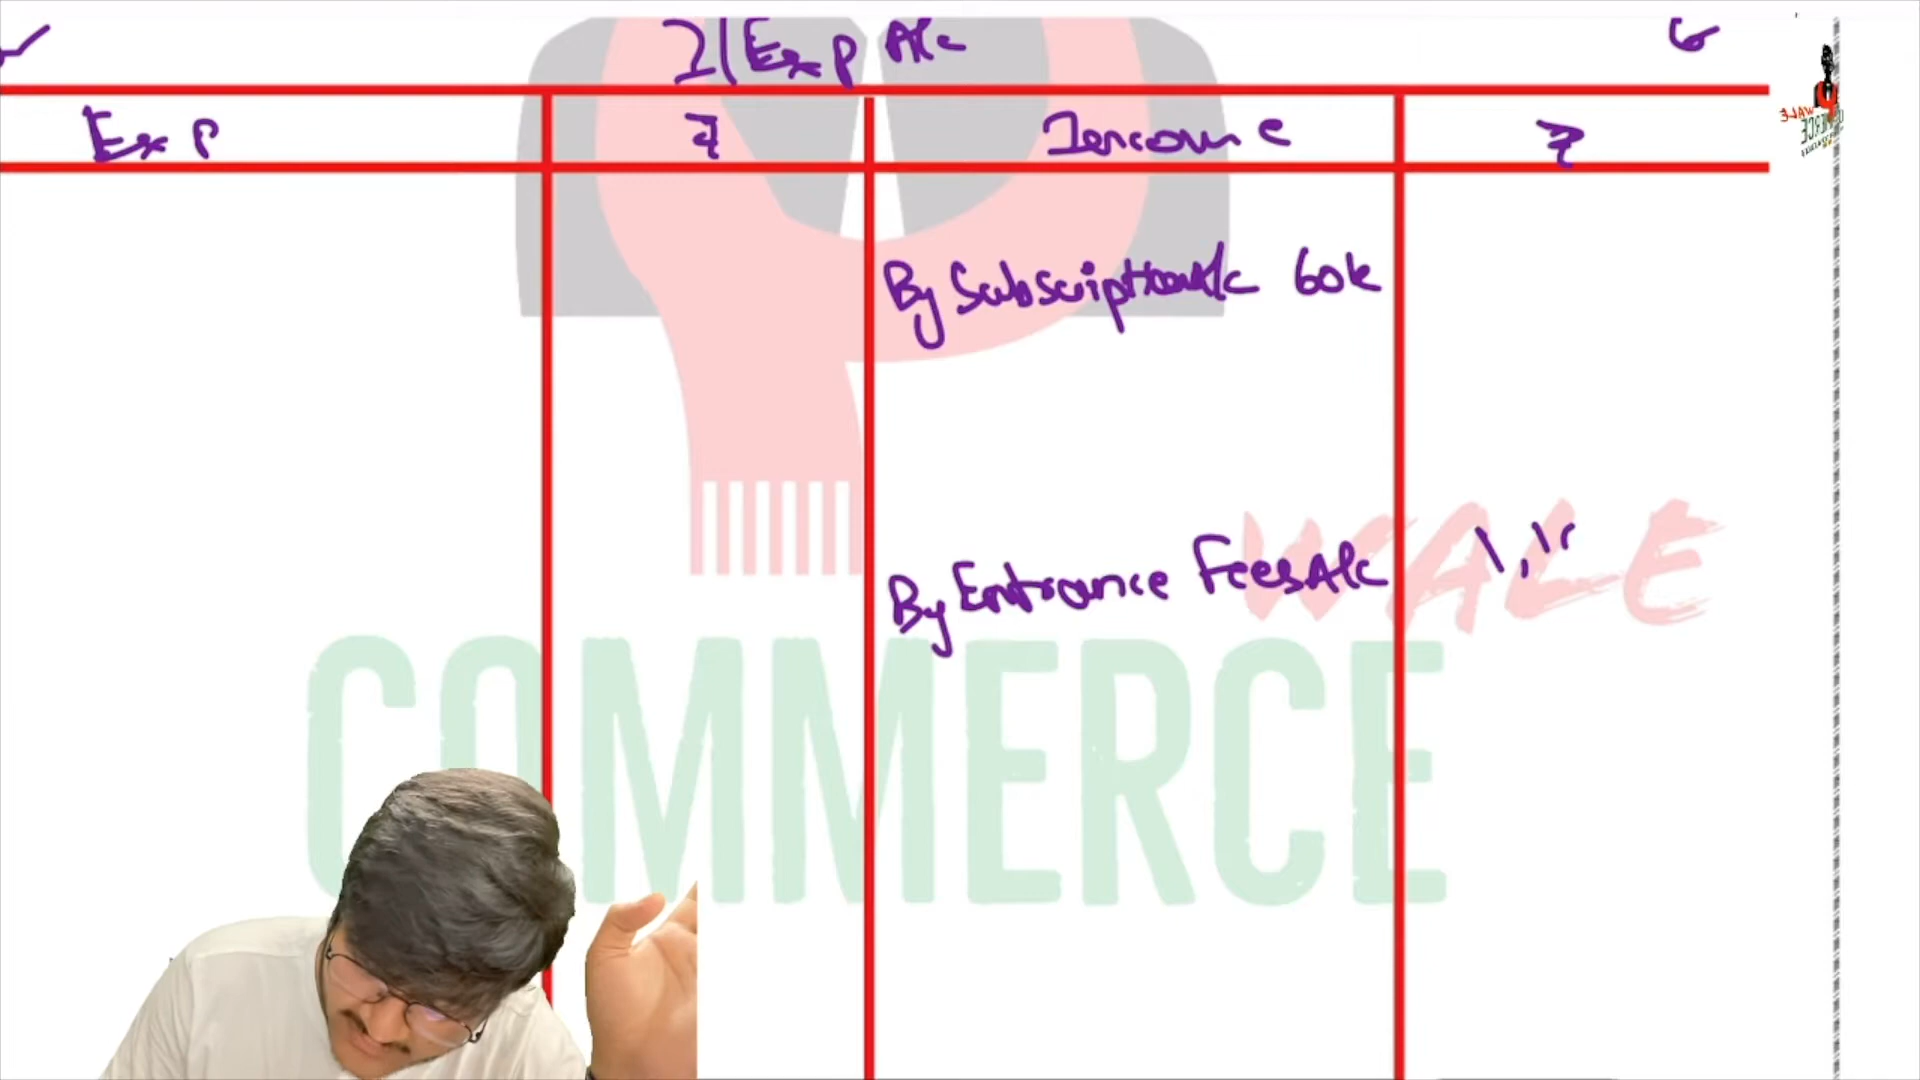 I/Exp A/c
Exp ₹ Income ₹
By Subscription A/c 60k
By Entrance Fees A/c
WALE
COMMERCE